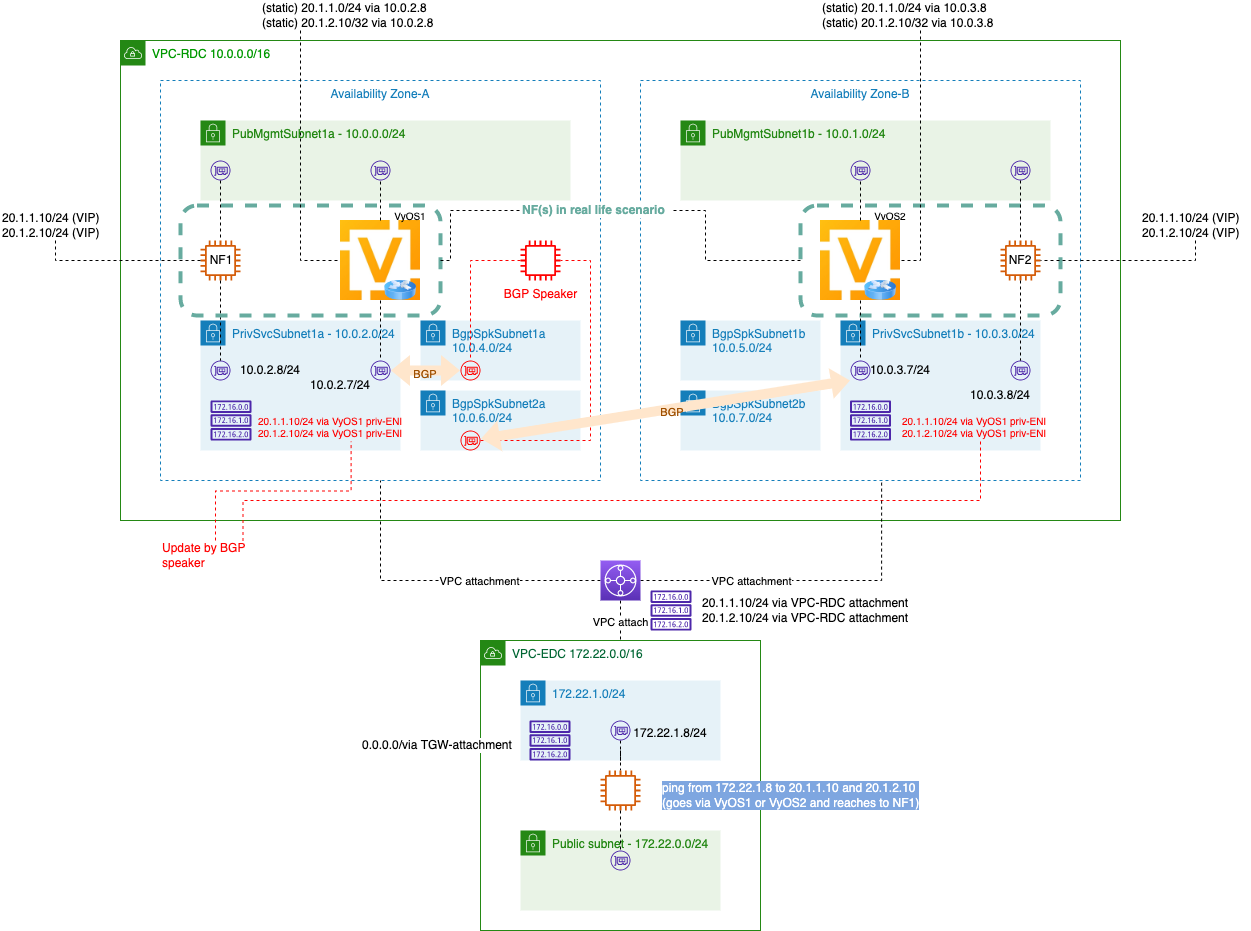 (static) 20.1.1.0/24 via 10.0.2.8
(static) 20.1.2.10/32 via 10.0.2.8
(static) 20.1.1.0/24 via 10.0.3.8
(static) 20.1.2.10/32 via 10.0.3.8
VPC-RDC 10.0.0.0/16
Availability Zone-A
Availability Zone-B
PubMgmtSubnet1a - 10.0.0.0/24
PubMgmtSubnet1b - 10.0.1.0/24
20.1.1.10/24 (VIP)
20.1.2.10/24 (VIP)
VyOS1
NF(s) in real life scenario
VyOS2
20.1.1.10/24 (VIP)
20.1.2.10/24 (VIP)
NF1
NF2
BGP Speaker
PrivSvcSubnet1a - 10.0.2.0/24
BgpSpkSubnet1a
10.0.4.0/24
BgpSpkSubnet1b
10.0.5.0/24
PrivSvcSubnet1b - 10.0.3.0/24
10.0.2.8/24
10.0.2.7/24
BGP
10.0.3.7/24
10.0.3.8/24
BgpSpkSubnet2a
10.0.6.0/24
BGP
BgpSpkSubnet2b
10.0.7.0/24
172.16.0.0
172.16.1.0
172.16.2.0
20.1.1.10/24 via VyOS1 priv-ENI
20.1.2.10/24 via VyOS1 priv-ENI
172.16.0.0
172.16.1.0
172.16.2.0
20.1.1.10/24 via VyOS1 priv-ENI
20.1.2.10/24 via VyOS1 priv-ENI
Update by BGP
speaker
VPC attachment
VPC attachment
172.16.0.0
172.16.1.0
172.16.2.0
20.1.1.10/24 via VPC-RDC attachment
20.1.2.10/24 via VPC-RDC attachment
VPC attach
VPC-EDC 172.22.0.0/16
172.22.1.0/24
172.16.0.0
172.16.1.0
172.16.2.0
172.22.1.8/24
0.0.0.0/via TGW-attachment
ping from 172.22.1.8 to 20.1.1.10 and 20.1.2.10
(goes via VyOS1 or VyOS2 and reaches to NF1)
Public subnet - 172.22.0.0/24